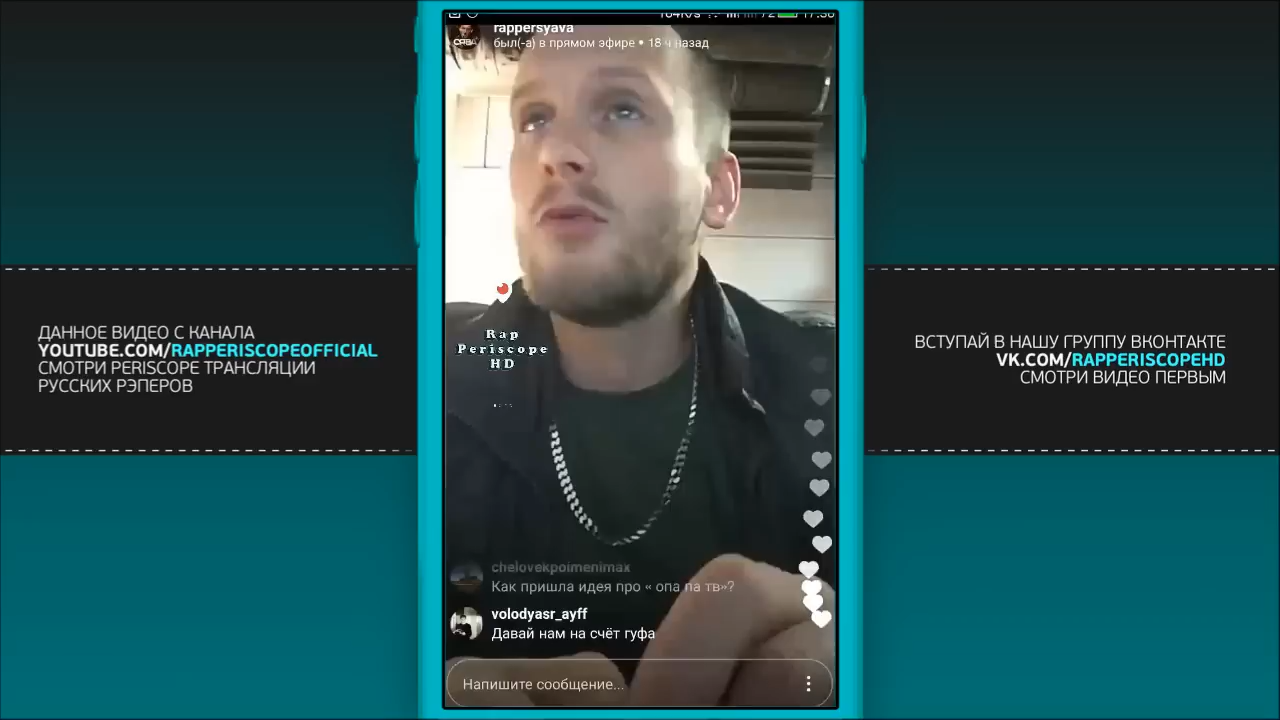 17:36
rappersyava
был(-а) в прямом эфире • 18 ч назад
ДАННОЕ ВИДЕО С КАНАЛА
YOUTUBE.COM/RAPPERISCOPEOFFICIAL
СМОТРИ PERISCOPE ТРАНСЛЯЦИИ
РУССКИХ РЭПЕРОВ
Rap
Periscope
HD
ВСТУПАЙ В НАШУ ГРУППУ ВКОНТАКТЕ
VK.COM/RAPPERISCOPEHD
СМОТРИ ВИДЕО ПЕРВЫМ
chelovekpoimenimax
Как пришла идея про « опа па тв»?
volodyasr_ayff
Давай нам на счёт гуфа
Напишите сообщение...